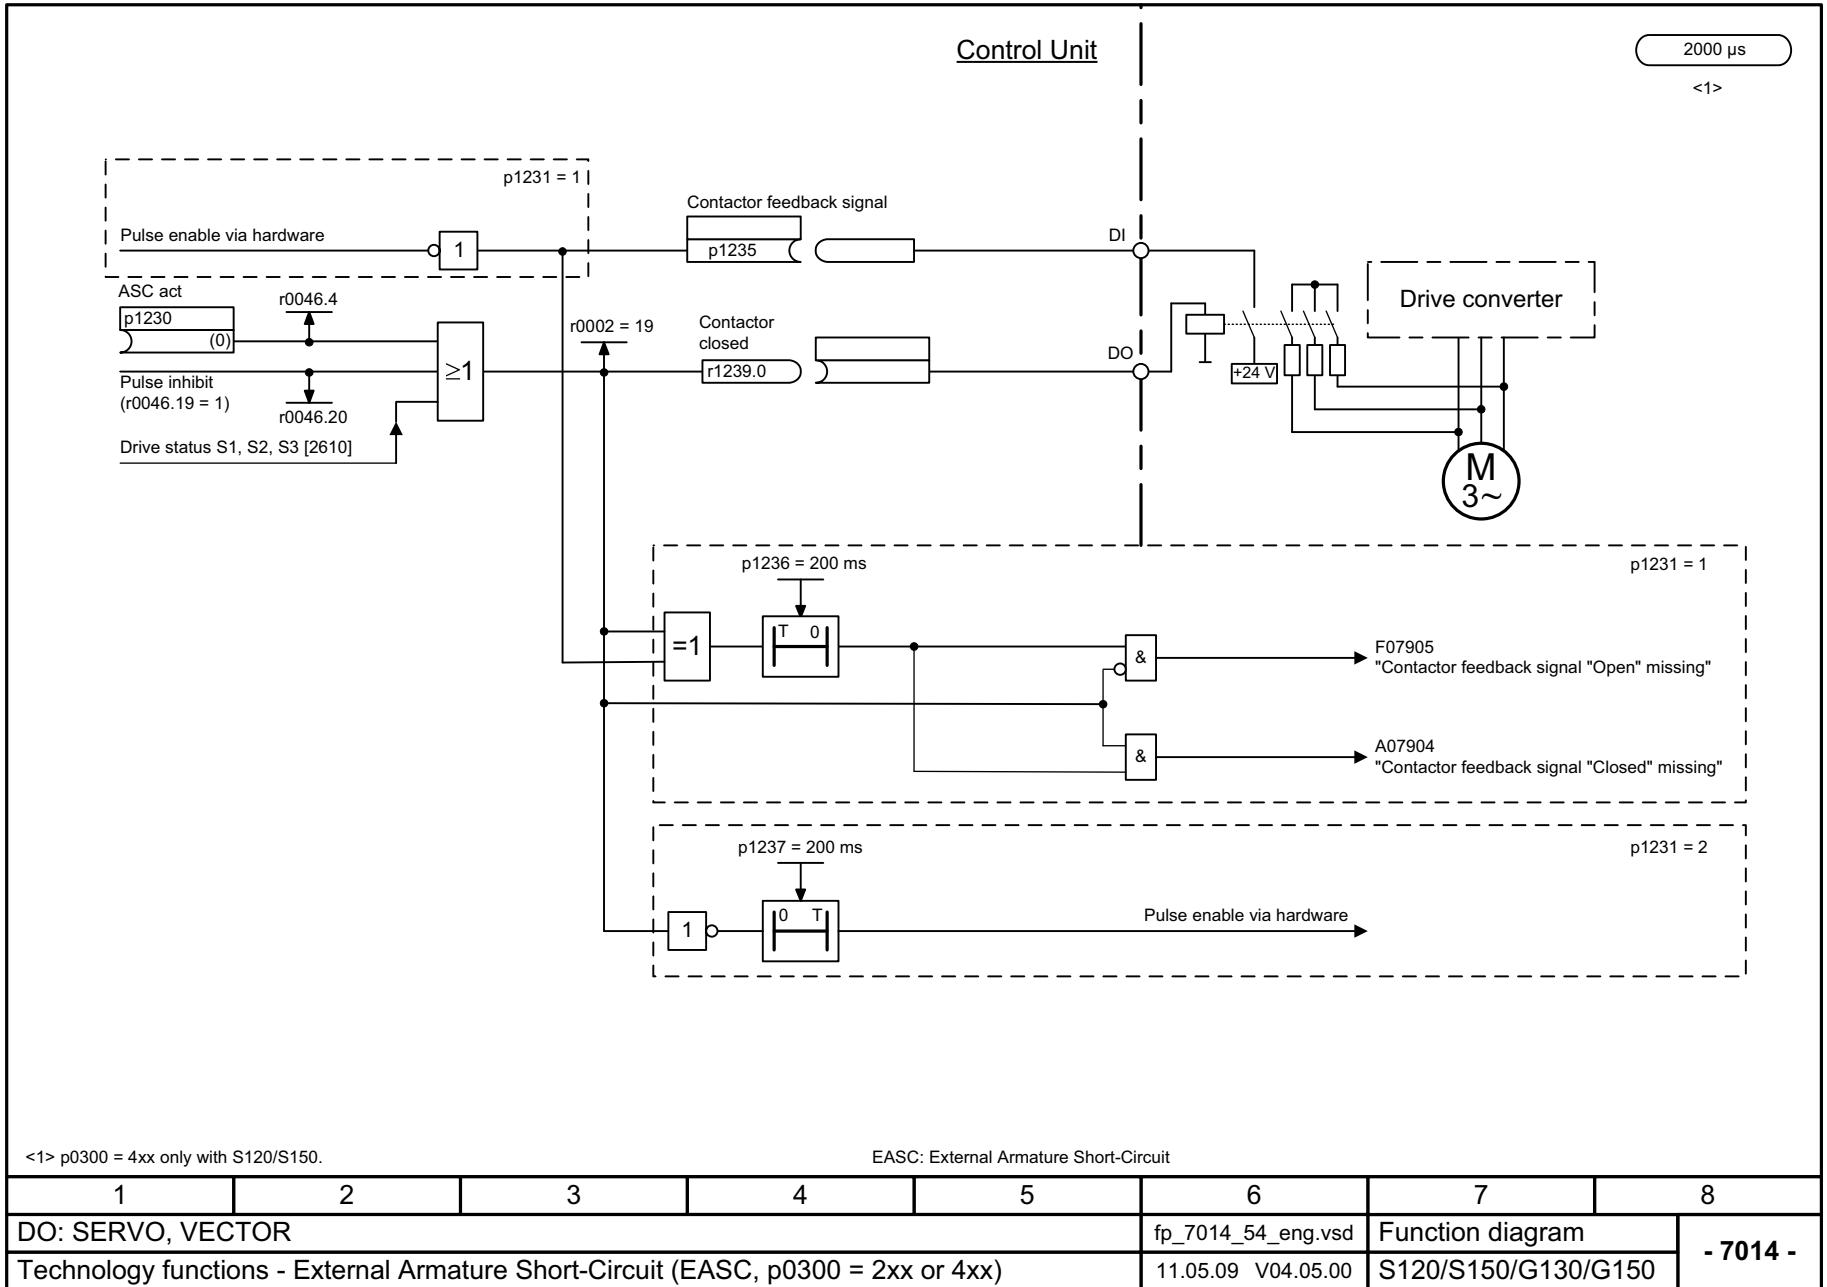 Control Unit
2000 µs
<1>
p1231 = 1
Pulse enable via hardware
1
Contactor feedback signal
p1235
DI
ASC act
p1230
(0)
r0046.4
Pulse inhibit
(r0046.19 = 1)
r0046.20
Drive status S1, S2, S3 [2610]
≥1
r0002 = 19
Contactor
closed
r1239.0
DO
+24 V
Drive converter
M
3~
p1236 = 200 ms
p1231 = 1
=1
T 0
&
F07905
"Contactor feedback signal "Open" missing"
&
A07904
"Contactor feedback signal "Closed" missing"
p1237 = 200 ms
p1231 = 2
1
0 T
Pulse enable via hardware
<1> p0300 = 4xx only with S120/S150.
EASC: External Armature Short-Circuit
1 2 3 4 5 6 7 8
DO: SERVO, VECTOR
fp_7014_54_eng.vsd
Function diagram
- 7014 -
Technology functions - External Armature Short-Circuit (EASC, p0300 = 2xx or 4xx)
11.05.09 V04.05.00
S120/S150/G130/G150